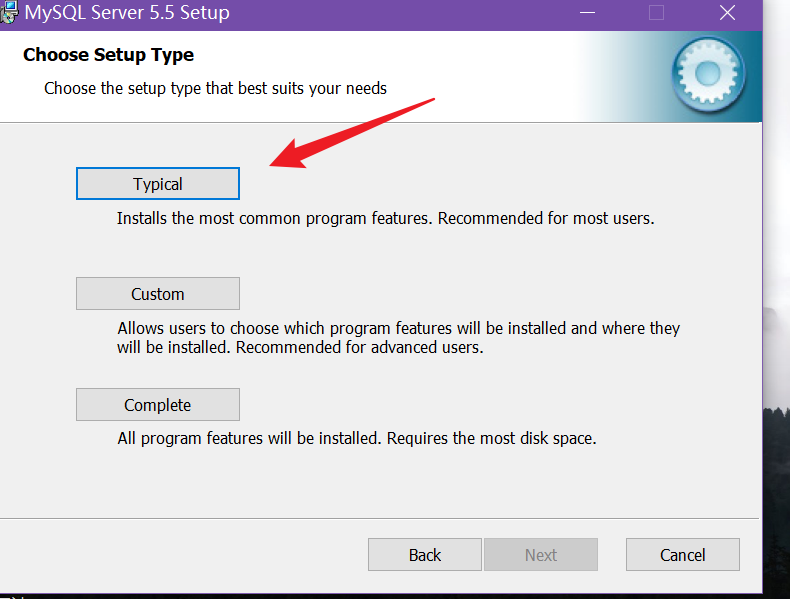 MySQL Server 5.5 Setup
Choose Setup Type
Choose the setup type that best suits your needs
Typical
Installs the most common program features. Recommended for most users.
Custom
Allows users to choose which program features will be installed and where they
will be installed. Recommended for advanced users.
Complete
All program features will be installed. Requires the most disk space.
Back
Next
Cancel